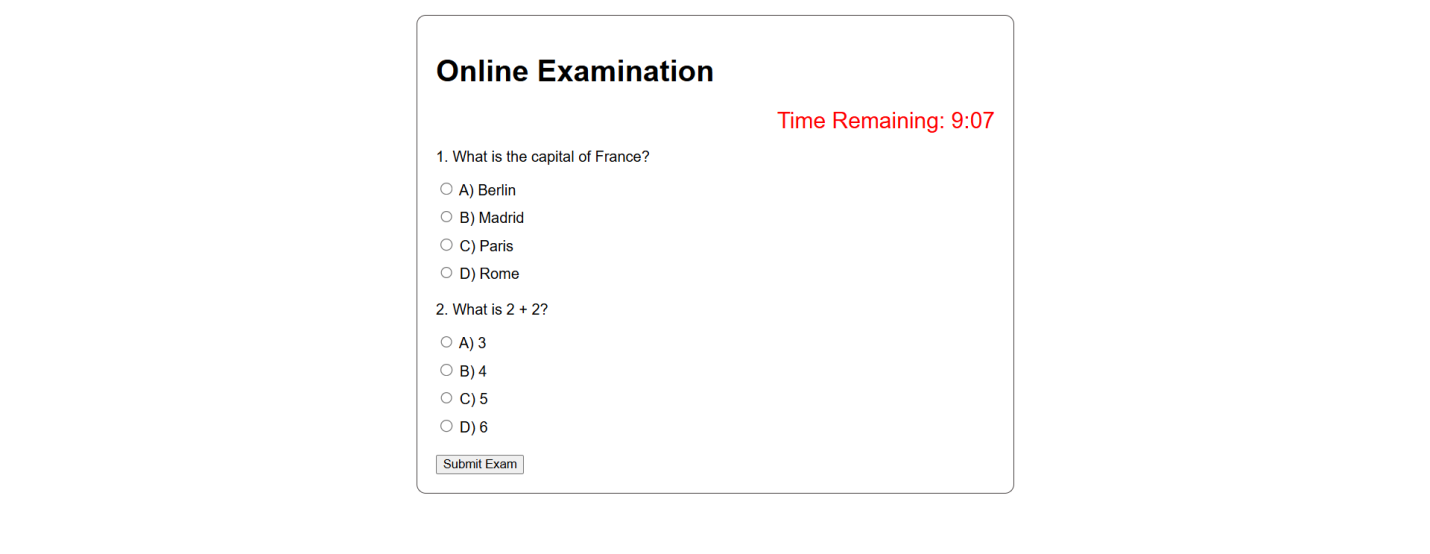 Online Examination
Time Remaining: 9:07
1. What is the capital of France?
A) Berlin
B) Madrid
C) Paris
D) Rome
2. What is 2 + 2?
A) 3
B) 4
C) 5
D) 6
Submit Exam